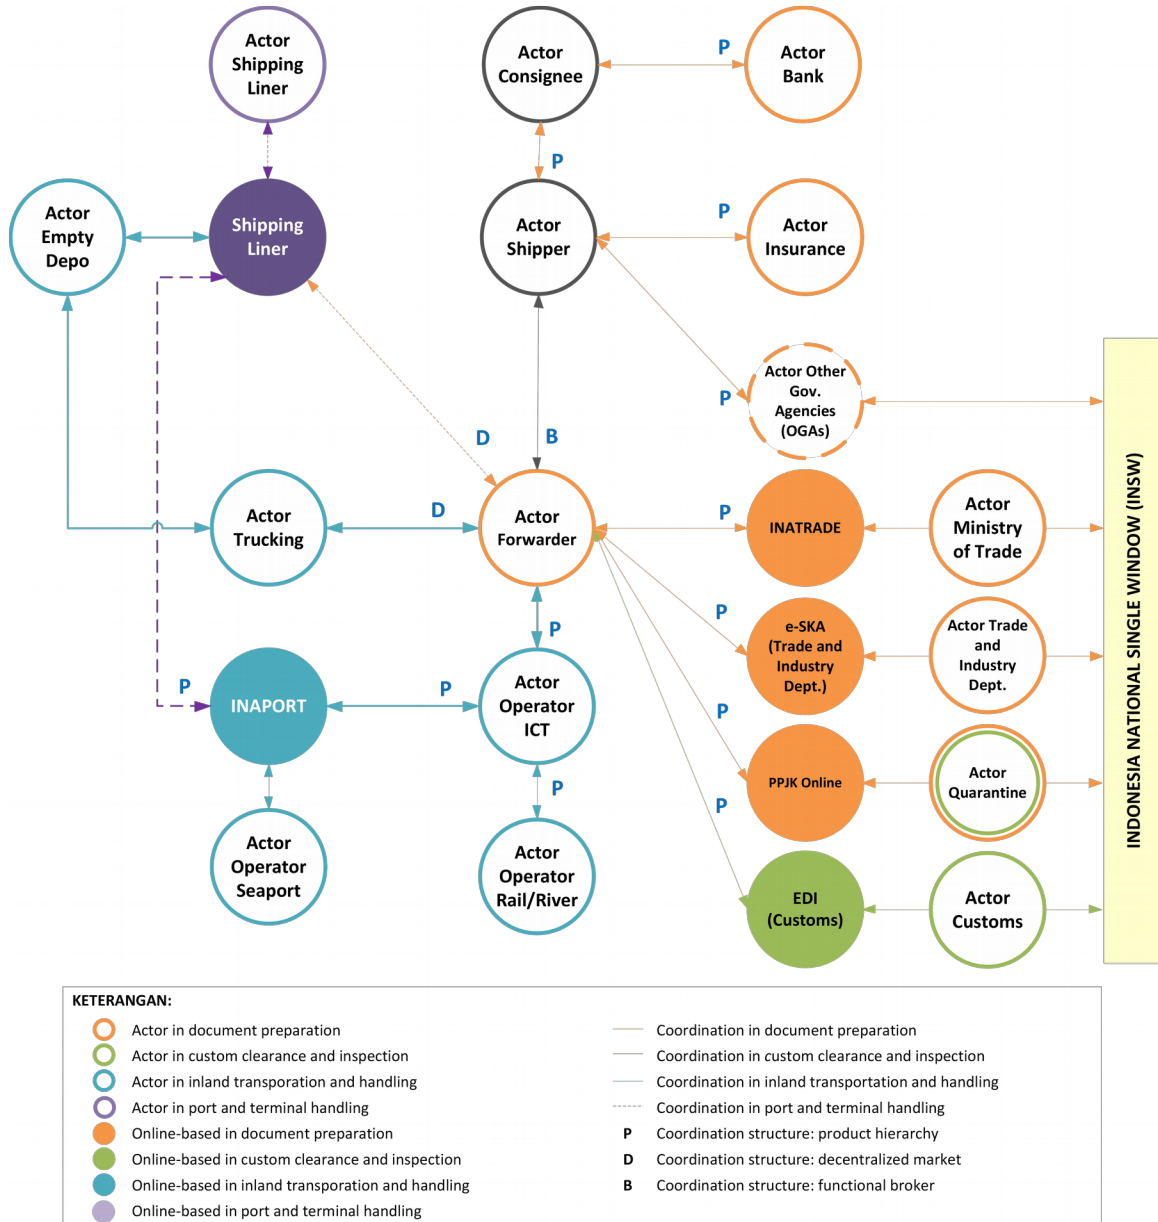 Actor
Shipping
Liner
Actor
Consignee
P
Actor
Bank
P
Actor
Empty
Depo
Shipping
Liner
Actor
Shipper
P
Actor
Insurance
Actor Other
Gov.
Agencies
(OGAs)
P
D
B
Actor
Trucking
D
Actor
Forwarder
P
INATRADE
Actor
Ministry
of Trade
INDONESIA NATIONAL SINGLE WINDOW (INSW)
P
P
e-SKA
(Trade and
Industry
Dept.)
Actor Trade
and
Industry
Dept.
P
INAPORT
P
Actor
Operator
ICT
P
PPJK Online
Actor
Quarantine
P
P
Actor
Operator
Seaport
Actor
Operator
Rail/River
EDI
(Customs)
Actor
Customs
KETERANGAN:
Actor in document preparation
Actor in custom clearance and inspection
Actor in inland transporation and handling
Actor in port and terminal handling
Online-based in document preparation
Online-based in custom clearance and inspection
Online-based in inland transporation and handling
Online-based in port and terminal handling
Coordination in document preparation
Coordination in custom clearance and inspection
Coordination in inland transportation and handling
Coordination in port and terminal handling
P Coordination structure: product hierarchy
D Coordination structure: decentralized market
B Coordination structure: functional broker